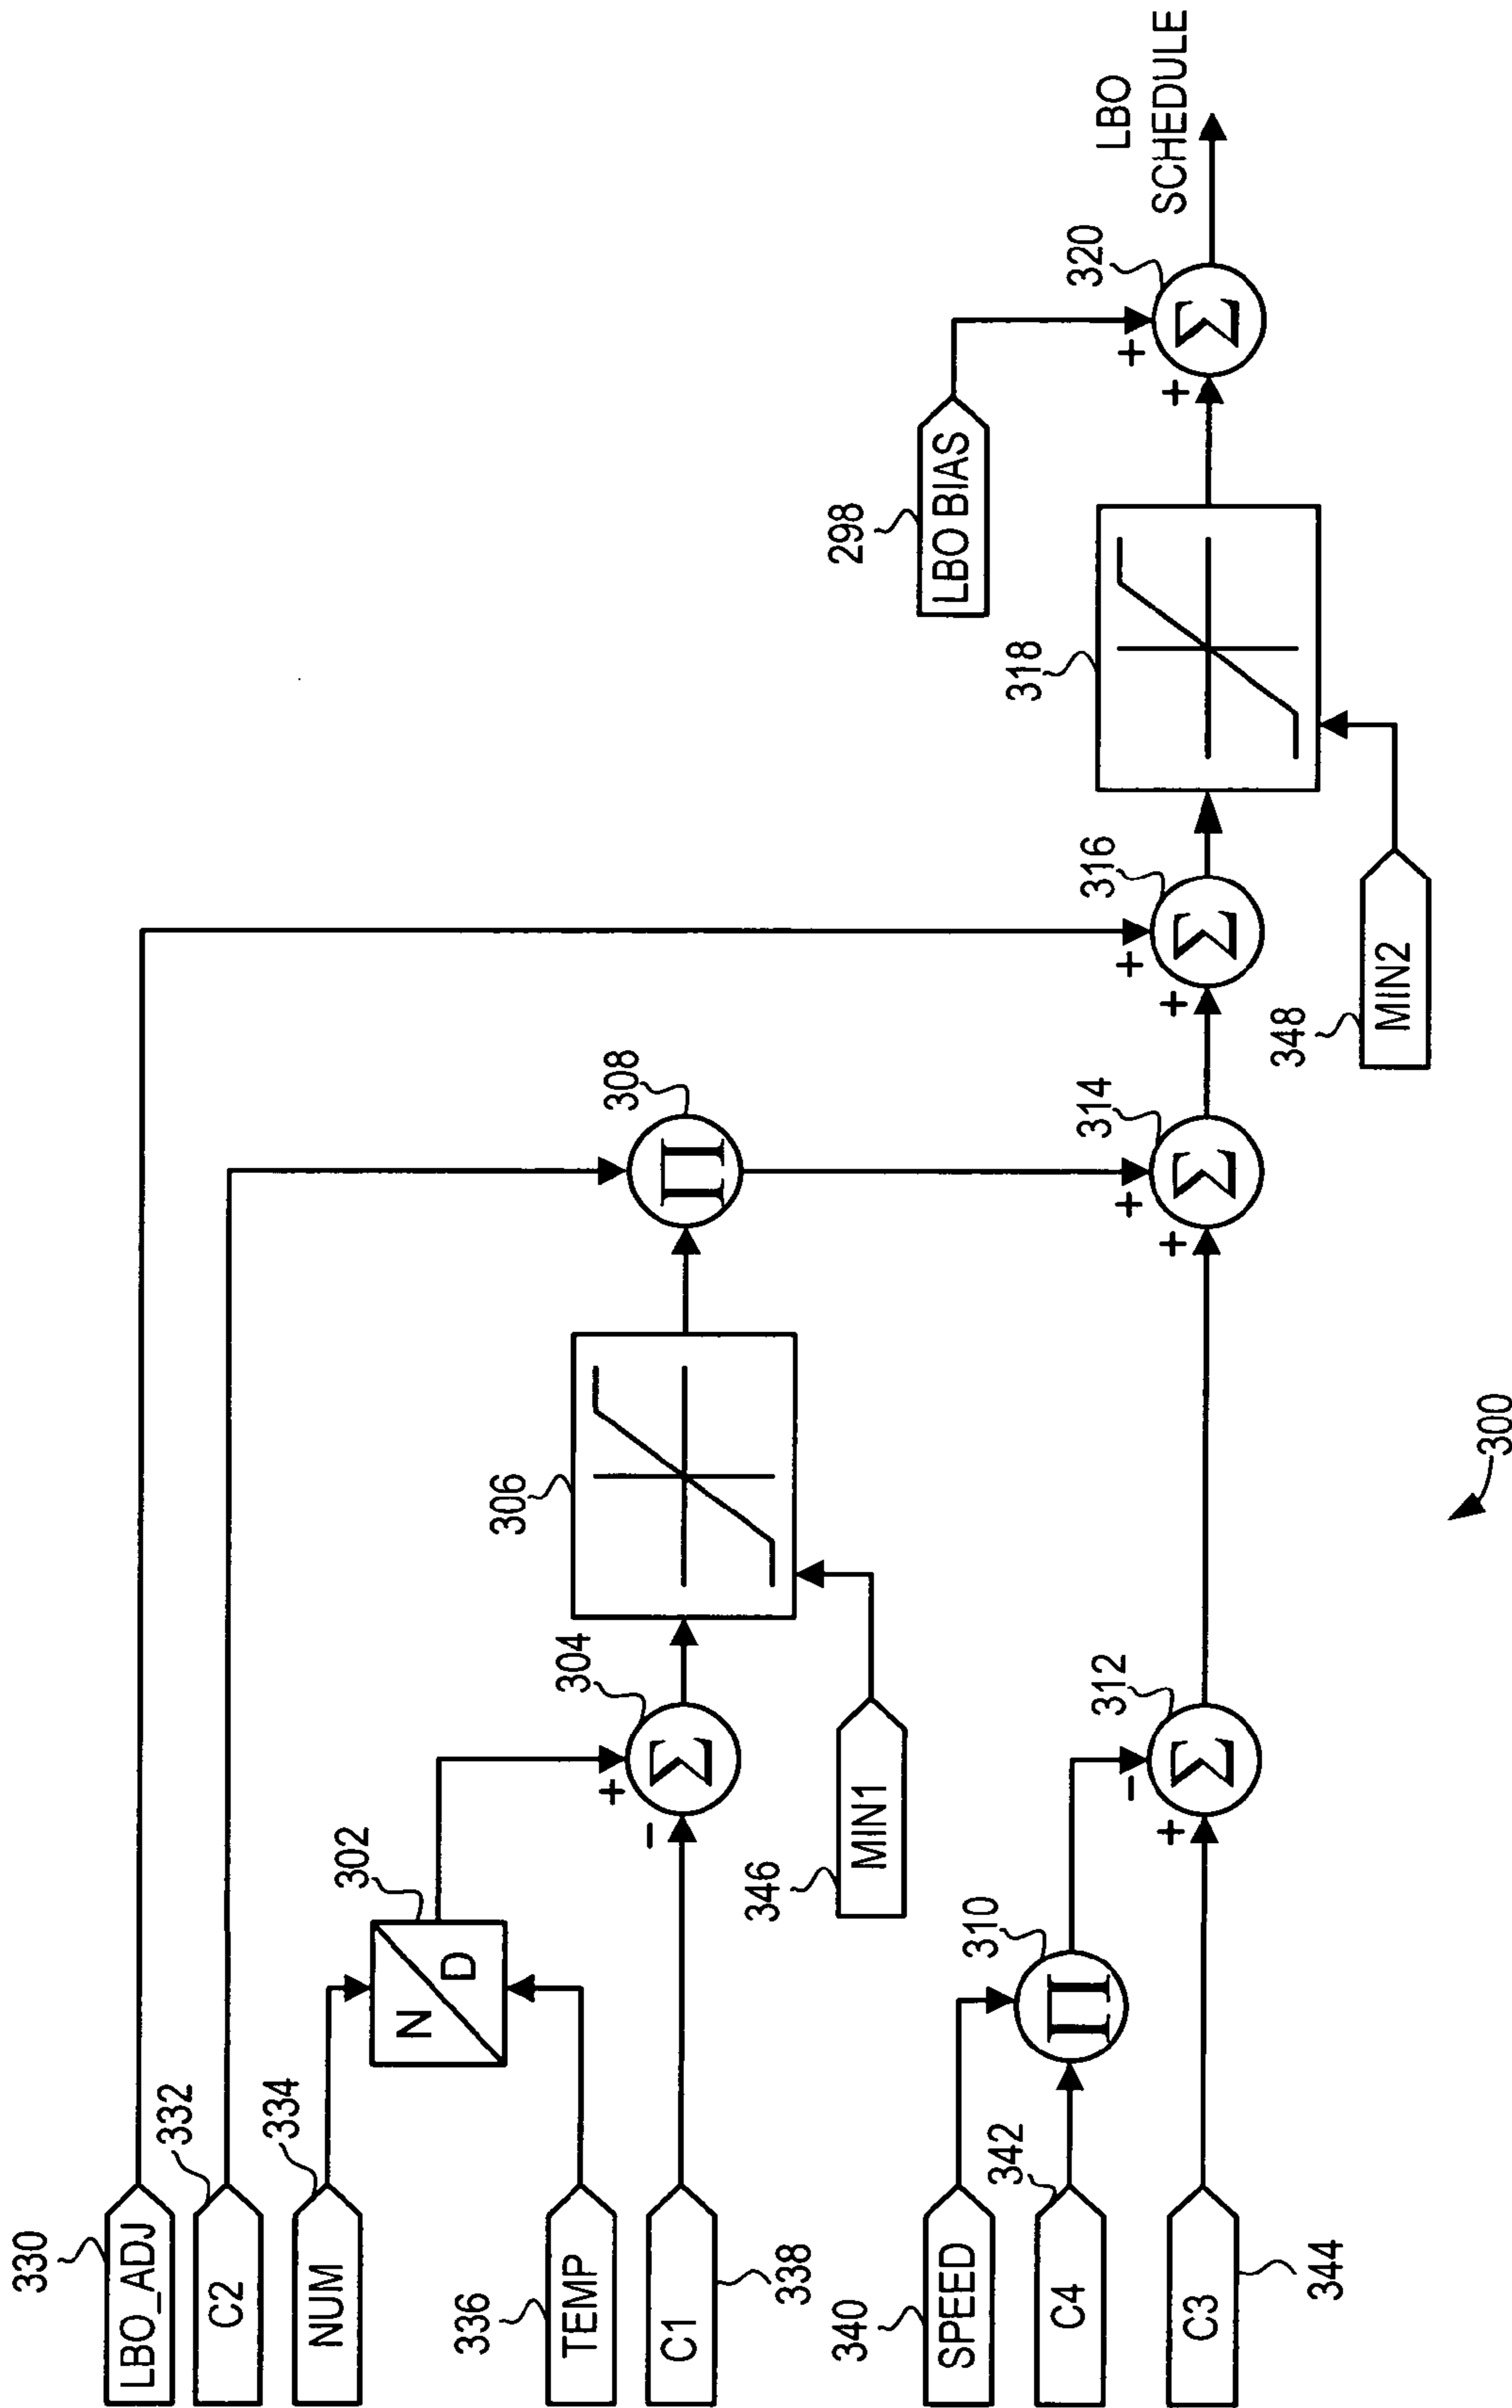 330
LBO_ADJ
332
C2
334
NUM
336
TEMP
C1
338
302
N
D
304
+
-
306
346
MIN1
308
340
SPEED
342
C4
C3
344
310
312
-
+
314
+
+
316
+
+
318
348
MIN2
298
LBO BIAS
320
+
+
LBO
SCHEDULE
300
Σ
Σ
Σ
Σ
Σ
Π
Π